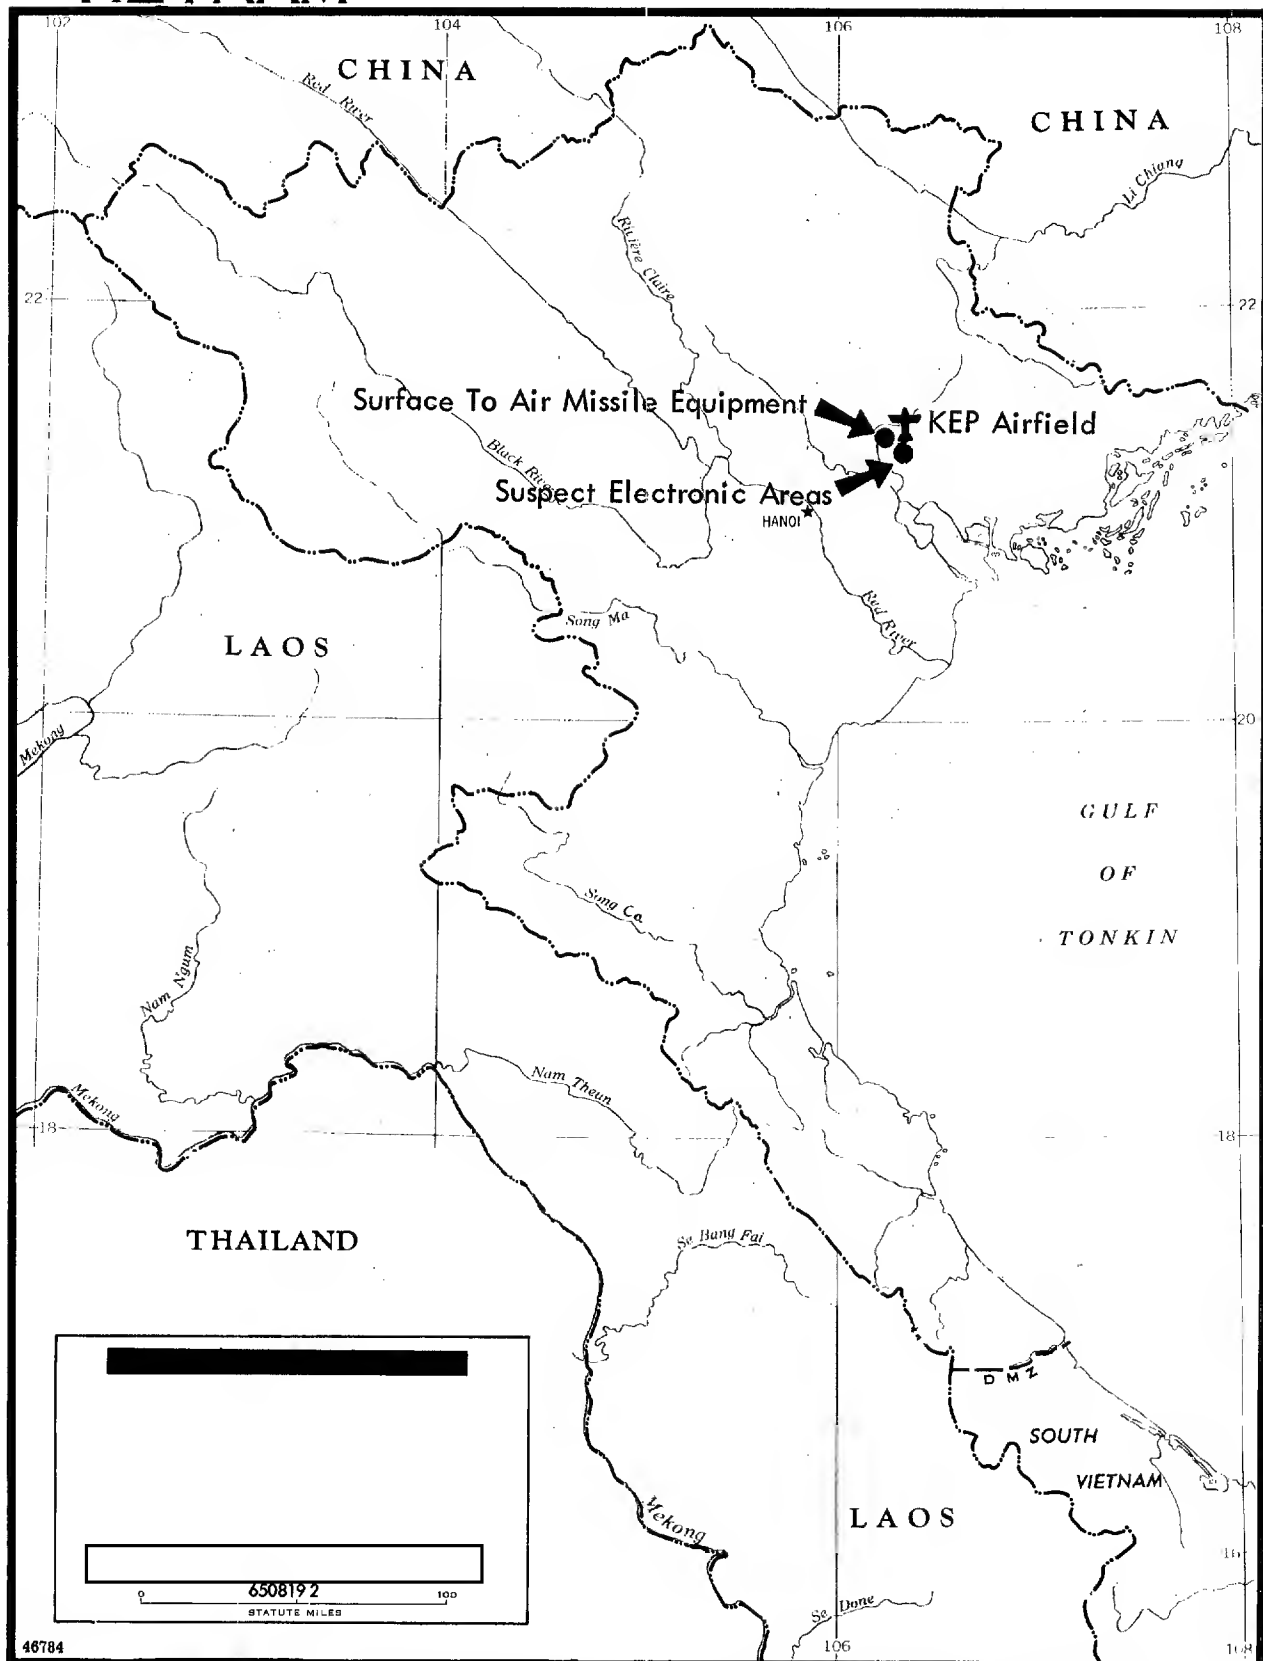 102
104
106
108
CHINA
Red River
CHINA
Li Chiang
Rivière Claire
22
22
Surface To Air Missile Equipment
KEP Airfield
Black River
Suspect Electronic Areas
HANOI
Red River
Song Ma
LAOS
Mekong
20
GULF
OF
TONKIN
Song Ca
Nam Ngum
Nam Theun
Mekong
18
18
THAILAND
Se Bang Fai
DMZ
SOUTH
VIETNAM
Mekong
LAOS
16
650819 2
0 100
STATUTE MILES
Se Done
46784
106
108